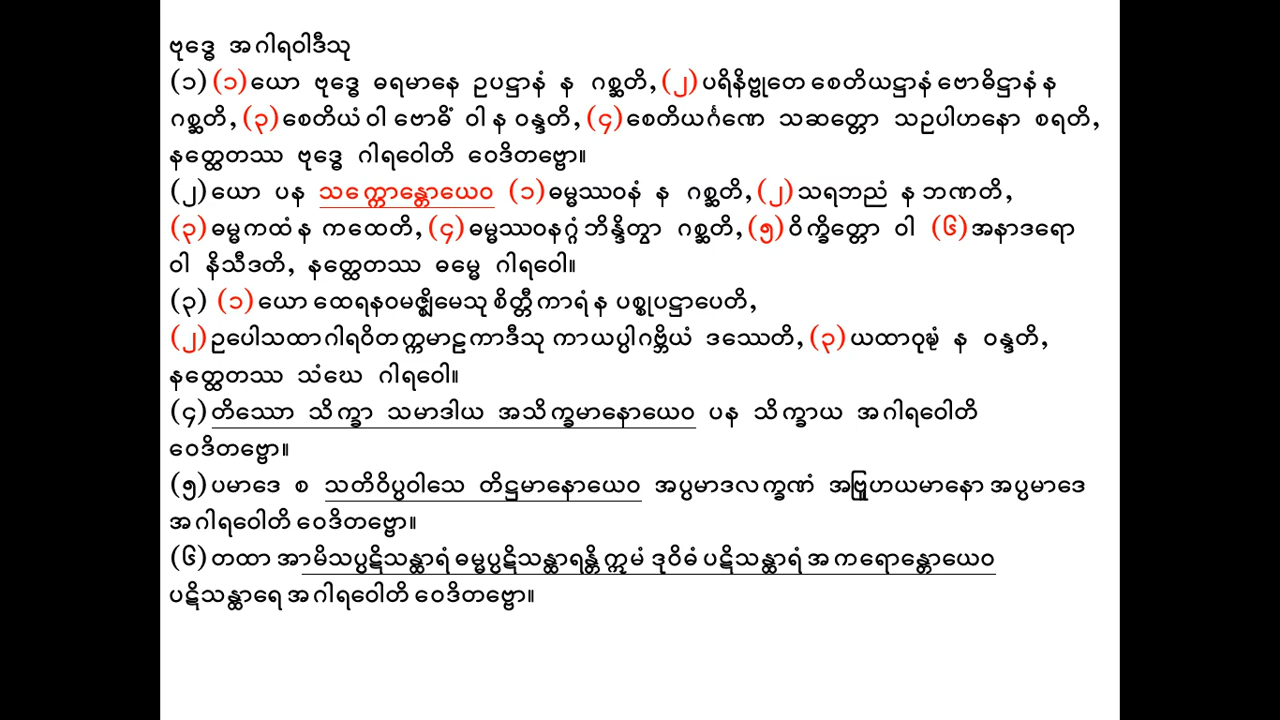 ဗုဒ္ဓေ အဂါရဝါဒီသု
(၁) (၁) ယော ဗုဒ္ဓေ ဓရမာနေ ဥပဋ္ဌာနံ န ဂစ္ဆတိ, (၂) ပရိနိဗ္ဗုတေ စေတိယဋ္ဌာနံ ဗောဓိဋ္ဌာနံ န
ဂစ္ဆတိ, (၃) စေတိယံ ဝါ ဗောဓိံ ဝါ န ဝန္ဒတိ, (၄) စေတိယင်္ဂဏေ သဆတ္တော သဥပါဟနော စရတိ,
နတ္ထေတဿ ဗုဒ္ဓေ ဂါရဝေါတိ ဝေဒိတဗ္ဗော။
(၂) ယော ပန သက္ကောန္တောယေဝ (၁) ဓမ္မဿဝနံ န ဂစ္ဆတိ, (၂) သရဘညံ န ဘဏတိ,
(၃) ဓမ္မကထံ န ကထေတိ, (၄) ဓမ္မဿဝနဂ္ဂံ ဘိန္ဒိတွာ ဂစ္ဆတိ, (၅) ဝိက္ခိတ္တော ဝါ (၆) အနာဒရော
ဝါ နိသီဒတိ, နတ္ထေတဿ ဓမ္မေ ဂါရဝေါ။
(၃) (၁) ယော ထေရနဝမဇ္ဈိမေသု စိတ္တီကာရံ န ပစ္စုပဋ္ဌာပေတိ,
(၂) ဥပေါသထာဂါရဝိတက္ကမာဠကာဒီသု ကာယပ္ပါဂဗ္ဘိယံ ဒဿေတိ, (၃) ယထာဝုဍ္ဎံ န ဝန္ဒတိ,
နတ္ထေတဿ သံဃေ ဂါရဝေါ။
(၄) တိဿော သိက္ခာ သမာဒါယ အသိက္ခမာနောယေဝ ပန သိက္ခာယ အဂါရဝေါတိ
ဝေဒိတဗ္ဗော။
(၅) ပမာဒေ စ သတိဝိပ္ပဝါသေ တိဋ္ဌမာနောယေဝ အပ္ပမာဒလက္ခဏံ အဗြူဟယမာနော အပ္ပမာဒေ
အဂါရဝေါတိ ဝေဒိတဗ္ဗော။
(၆) တထာ အာမိသပ္ပဋိသန္ထာရံ ဓမ္မပ္ပဋိသန္ထာရန္တိ ဣမံ ဒုဝိဓံ ပဋိသန္ထာရံ အကရောန္တောယေဝ
ပဋိသန္ထာရေ အဂါရဝေါတိ ဝေဒိတဗ္ဗော။